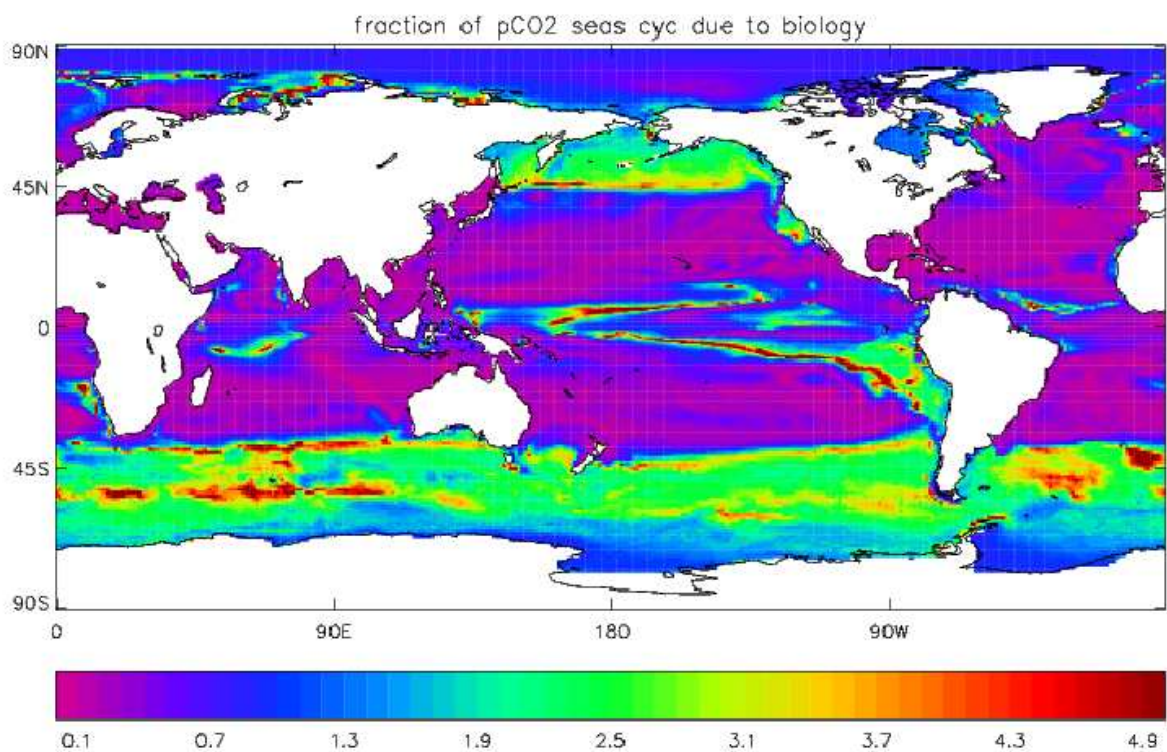 fraction of pCO2 seas cyc due to biology
90N
45N
0
45S
90S
0 90E 180 90W
0.1 0.7 1.3 1.9 2.5 3.1 3.7 4.3 4.9